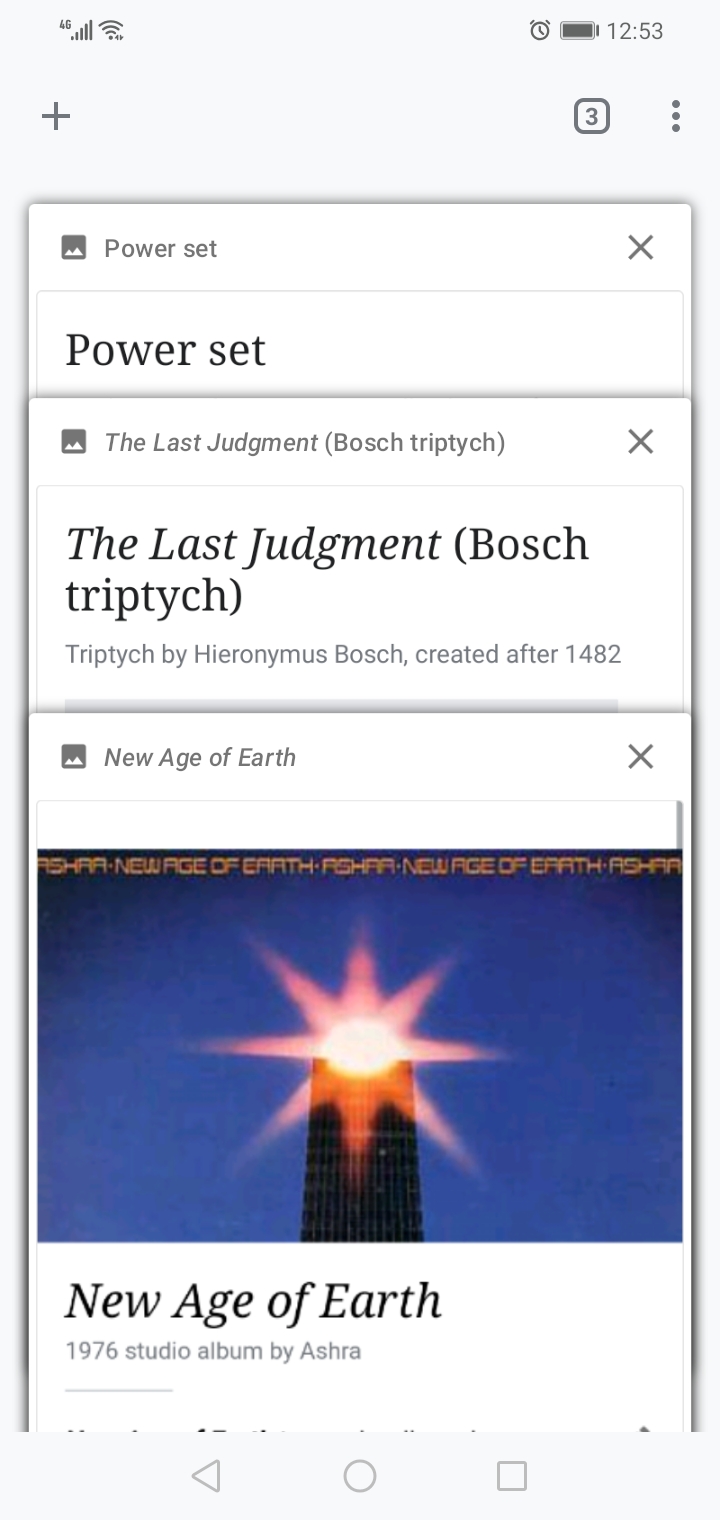 4G 12:53
3
Power set
Power set
The Last Judgment (Bosch triptych)
The Last Judgment (Bosch
triptych)
Triptych by Hieronymus Bosch, created after 1482
New Age of Earth
ASHRA·NEW AGE OF EARTH·ASHRA·NEW AGE OF EARTH·ASHRA
New Age of Earth
1976 studio album by Ashra